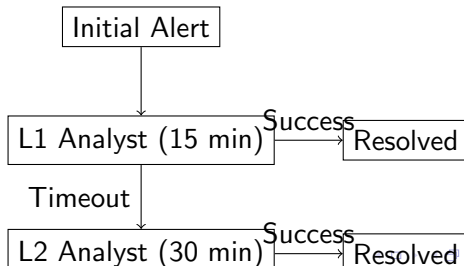 Initial Alert
Success
L1 Analyst (15 min)
Resolved
Timeout
Success
L2 Analyst (30 min)
Resolved